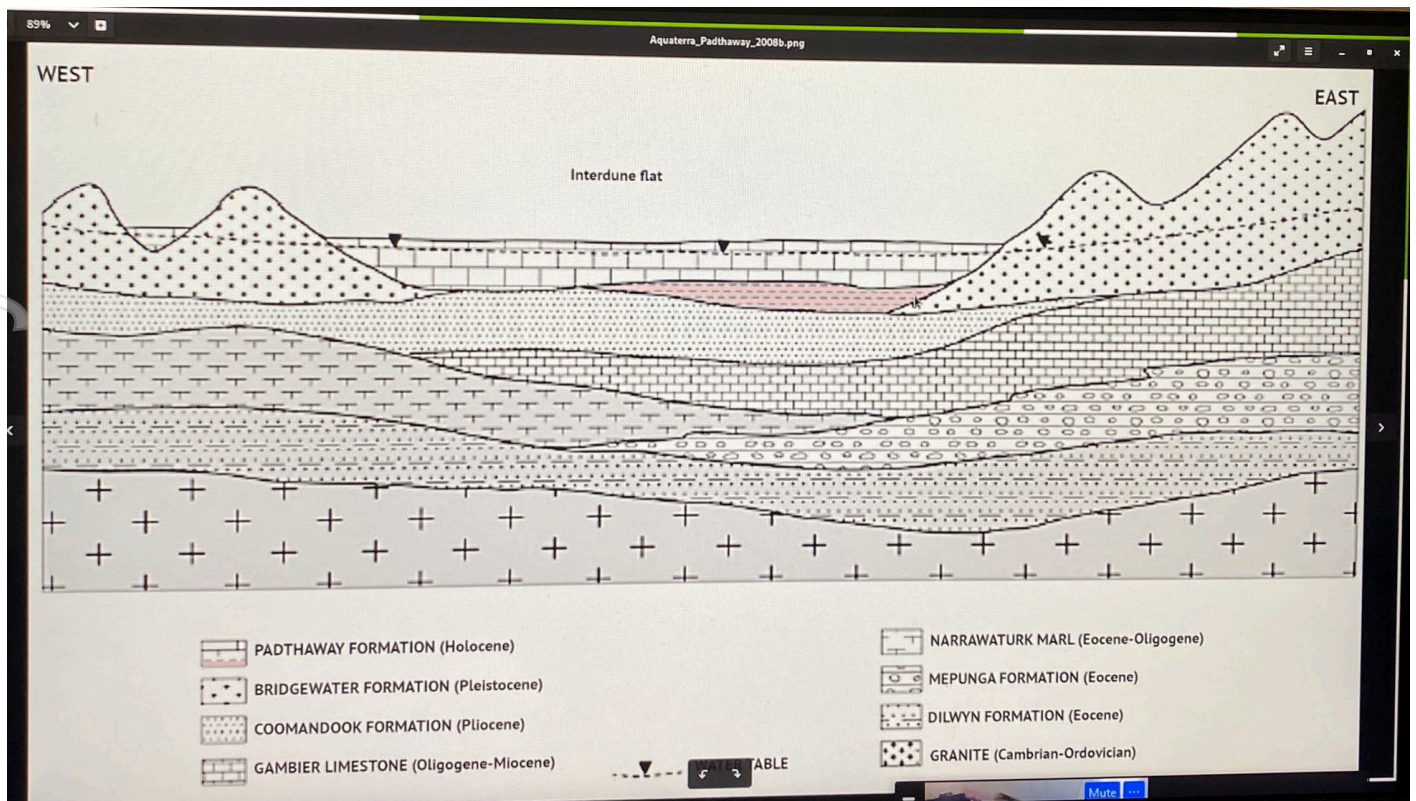 89%
Aquaterra_Padthaway_2008b.png
WEST
EAST
Interdune flat
PADTHAWAY FORMATION (Holocene)
BRIDGEWATER FORMATION (Pleistocene)
COOMANDOOK FORMATION (Pliocene)
GAMBIER LIMESTONE (Oligogene-Miocene)
WATER TABLE
NARRAWATURK MARL (Eocene-Oligogene)
MEPUNGA FORMATION (Eocene)
DILWYN FORMATION (Eocene)
GRANITE (Cambrian-Ordovician)
Mute